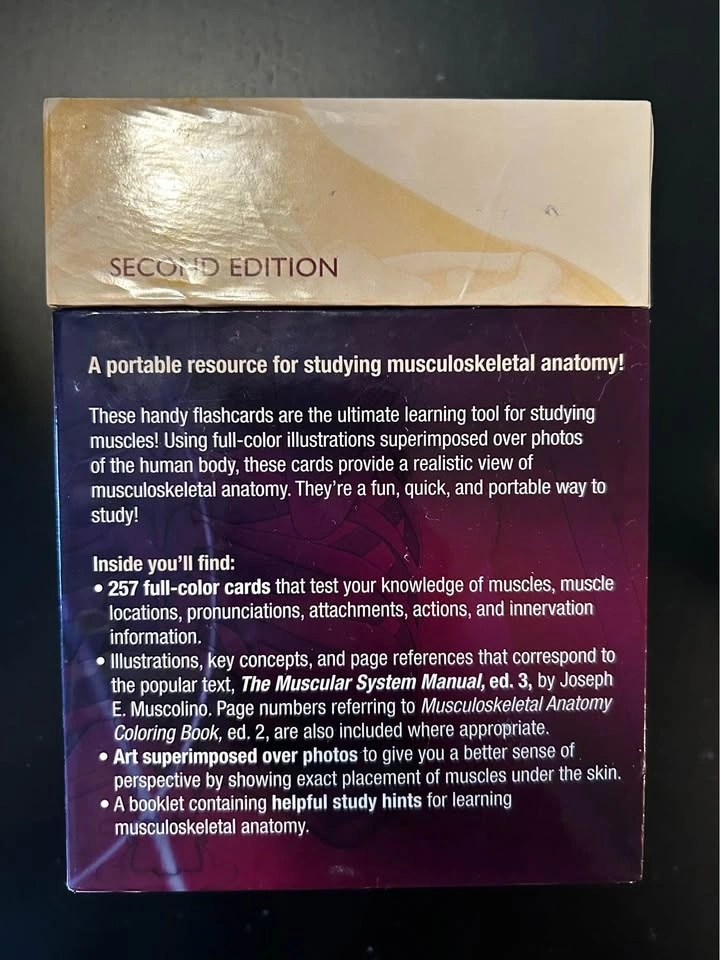 SECOND EDITION
A portable resource for studying musculoskeletal anatomy!
These handy flashcards are the ultimate learning tool for studying
muscles! Using full-color illustrations superimposed over photos
of the human body, these cards provide a realistic view of
musculoskeletal anatomy. They're a fun, quick, and portable way to
study!
Inside you'll find:
• 257 full-color cards that test your knowledge of muscles, muscle
locations, pronunciations, attachments, actions, and innervation
information.
• Illustrations, key concepts, and page references that correspond to
the popular text, The Muscular System Manual, ed. 3, by Joseph
E. Muscolino. Page numbers referring to Musculoskeletal Anatomy
Coloring Book, ed. 2, are also included where appropriate.
• Art superimposed over photos to give you a better sense of
perspective by showing exact placement of muscles under the skin.
• A booklet containing helpful study hints for learning
musculoskeletal anatomy.